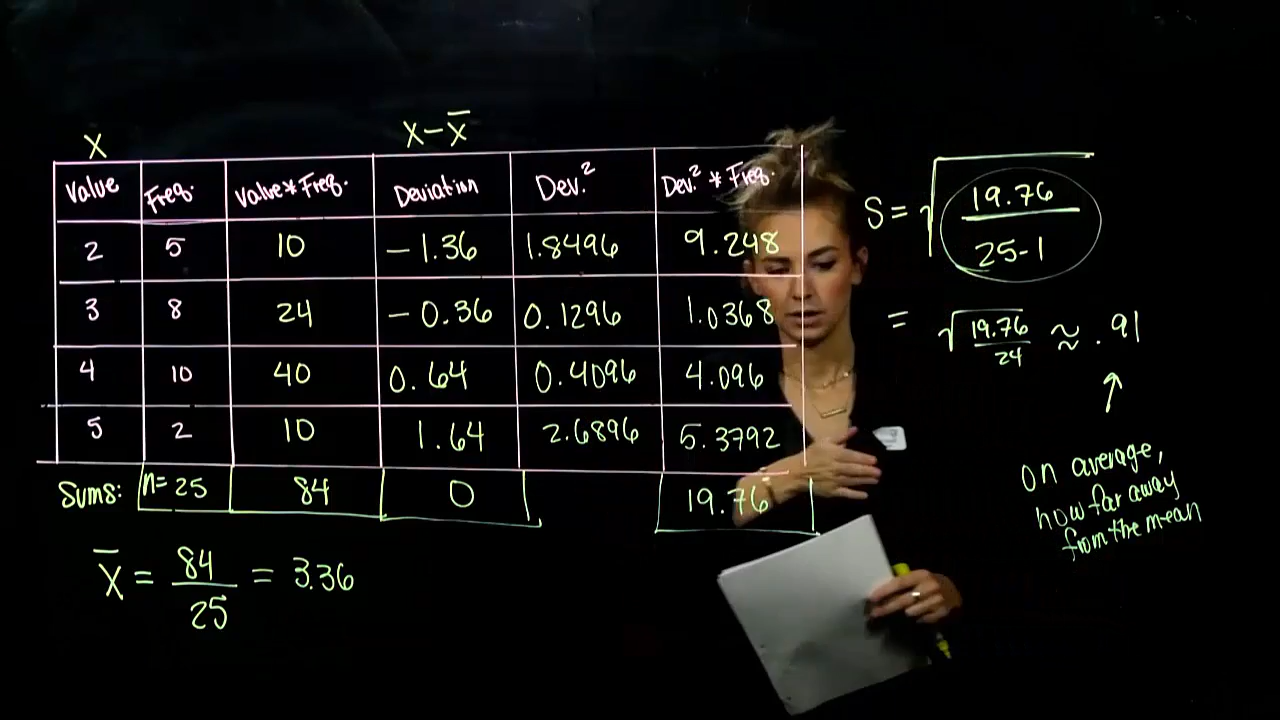 X X-X̄
Value Freq. Value*Freq. Deviation Dev.² Dev.²*Freq.
2 5 10 -1.36 1.8496 9.248
3 8 24 -0.36 0.1296 1.0368
4 10 40 0.64 0.4096 4.096
5 2 10 1.64 2.6896 5.3792
Sums: n=25 84 0 19.76
X̄ = 84/25 = 3.36
S = √(19.76/(25-1))
= √(19.76/24) ≈ .91
↑
on average,
how far away
from the mean